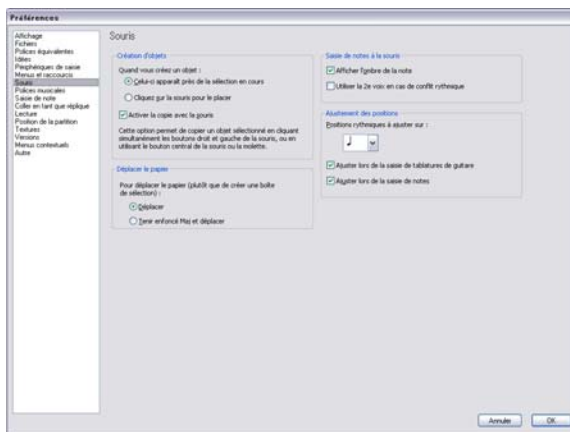 Préférences
Affichage
Fichiers
Polices équivalentes
Idées
Périphériques de saisie
Menus et raccourcis
Souris
Polices musicales
Saisie de note
Coller en tant que réplique
Lecture
Position de la partition
Textures
Versions
Menus contextuels
Autre
Souris
Création d'objets
Quand vous créez un objet :
Celui-ci apparaît près de la sélection en cours
Cliquez sur la souris pour le placer
Activer la copie avec la souris
Cette option permet de copier un objet sélectionné en cliquant
simultanément les boutons droit et gauche de la souris, ou en
utilisant le bouton central de la souris ou la molette.
Déplacer le papier
Pour déplacer le papier (plutôt que de créer une boîte
de sélection) :
Déplacer
Tenir enfoncé Maj et déplacer
Saisie de notes à la souris
Afficher l'ombre de la note
Utiliser la 2e voix en cas de conflit rythmique
Ajustement des positions
Positions rythmiques à ajuster sur :
Ajuster lors de la saisie de tablatures de guitare
Ajuster lors de la saisie de notes
Annuler
OK